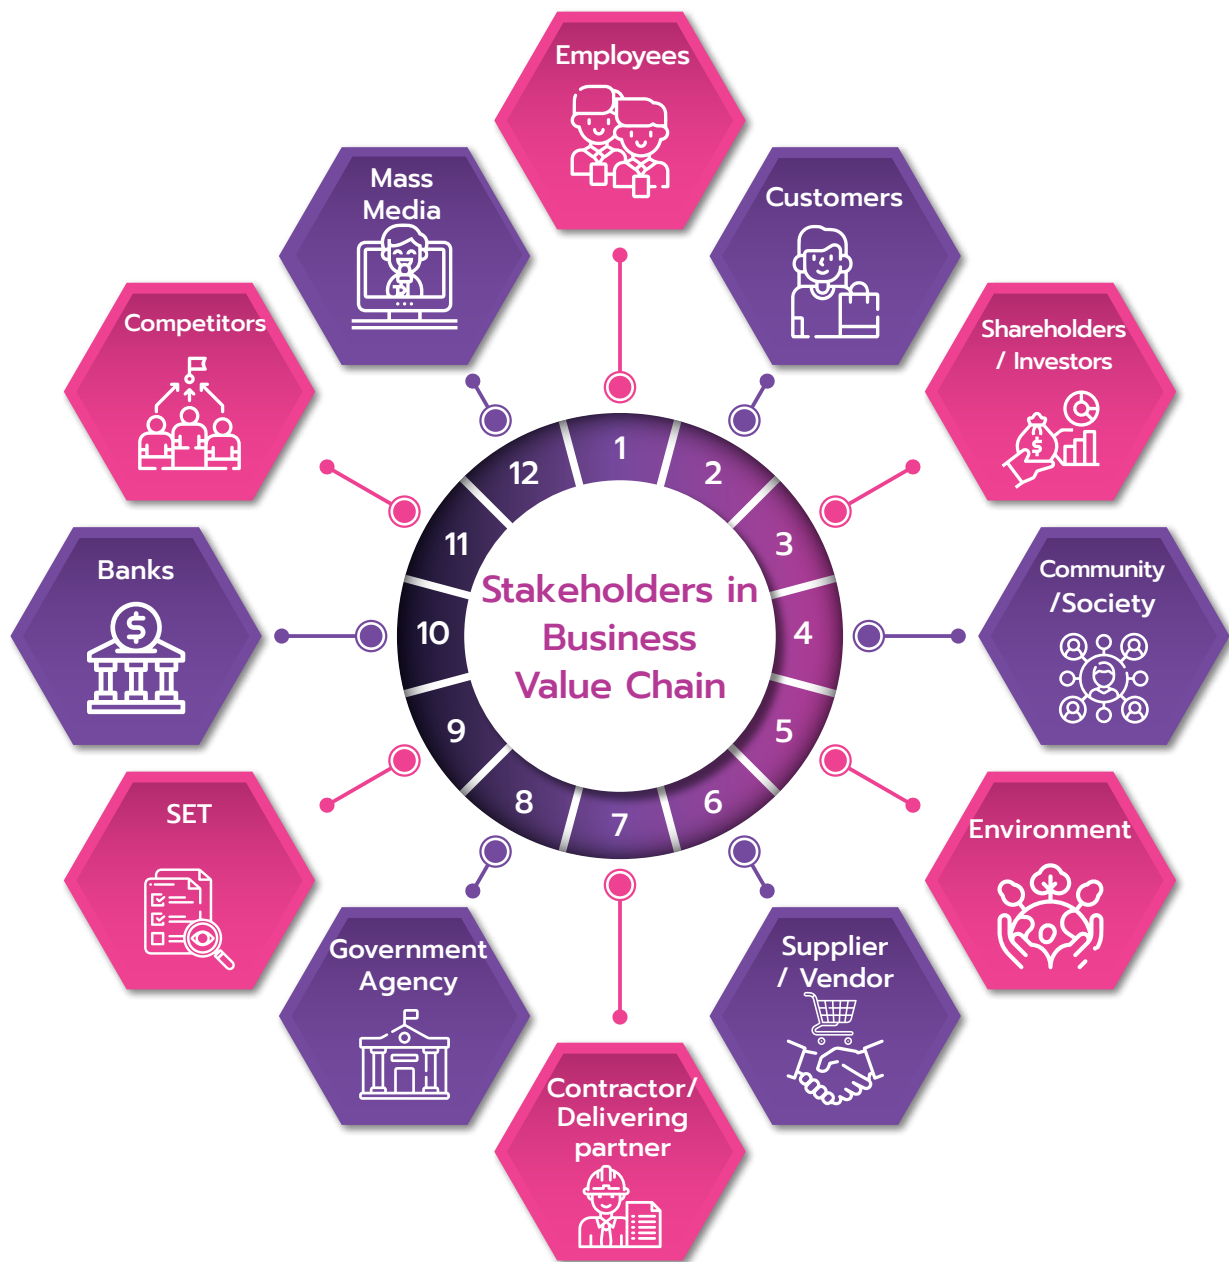 Stakeholders in
Business
Value Chain
1
Employees
2
Customers
3
Shareholders
/ Investors
4
Community
/Society
5
Environment
6
Supplier
/ Vendor
7
Contractor/
Delivering
partner
8
Government
Agency
9
SET
10
Banks
11
Competitors
12
Mass
Media